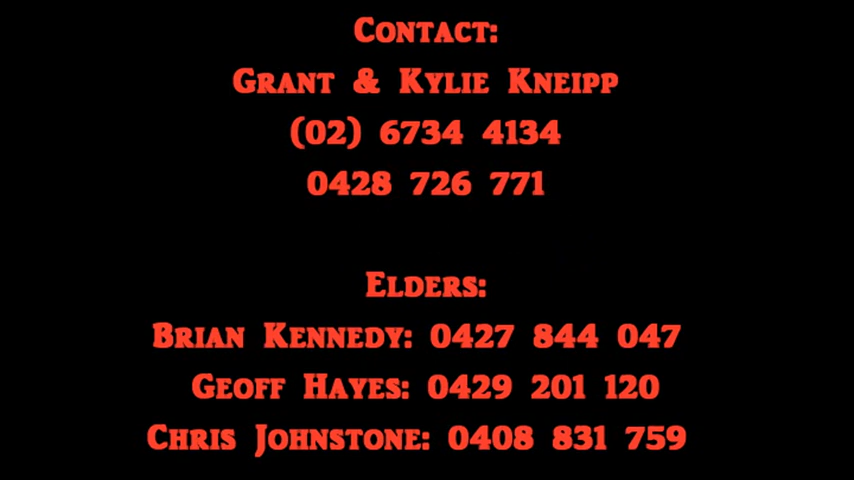 Contact:
Grant & Kylie Kneipp
(02) 6734 4134
0428 726 771
Elders:
Brian Kennedy: 0427 844 047
Geoff Hayes: 0429 201 120
Chris Johnstone: 0408 831 759